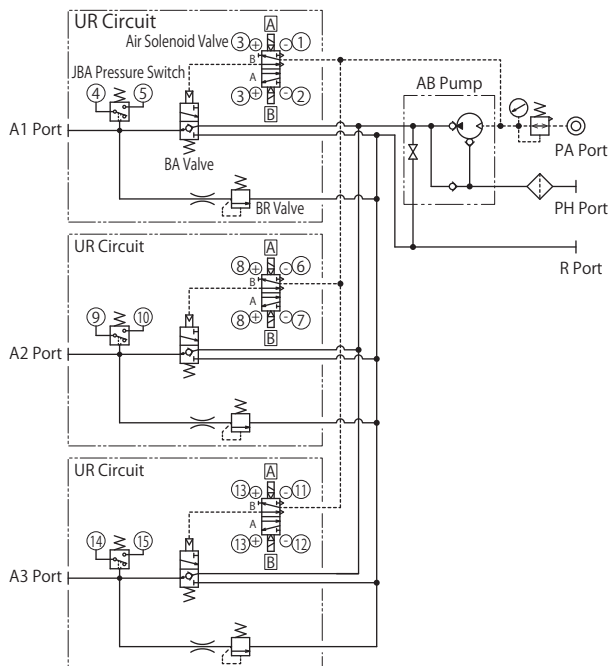 UR Circuit
A
Air Solenoid Valve 3 + - 1
B
JBA Pressure Switch
A
AB Pump
4 5
3 + - 2
B
A1 Port
PA Port
BA Valve
BR Valve
PH Port
UR Circuit
A
R Port
8 + - 6
B
A
9 10
8 + - 7
B
A2 Port
UR Circuit
A
13 + - 11
B
A
14 15
13 + - 12
B
A3 Port